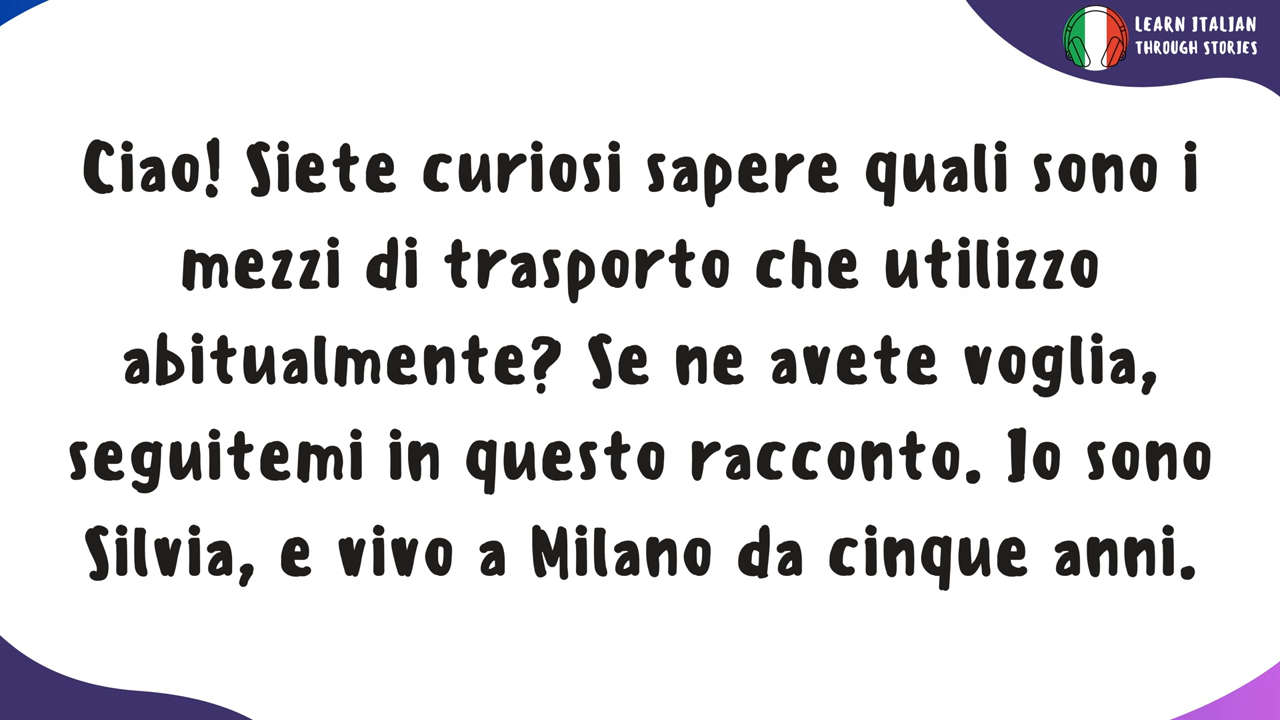 LEARN ITALIAN
THROUGH STORIES
Ciao! Siete curiosi sapere quali sono i
mezzi di trasporto che utilizzo
abitualmente? Se ne avete voglia,
seguitemi in questo racconto. Io sono
Silvia, e vivo a Milano da cinque anni.